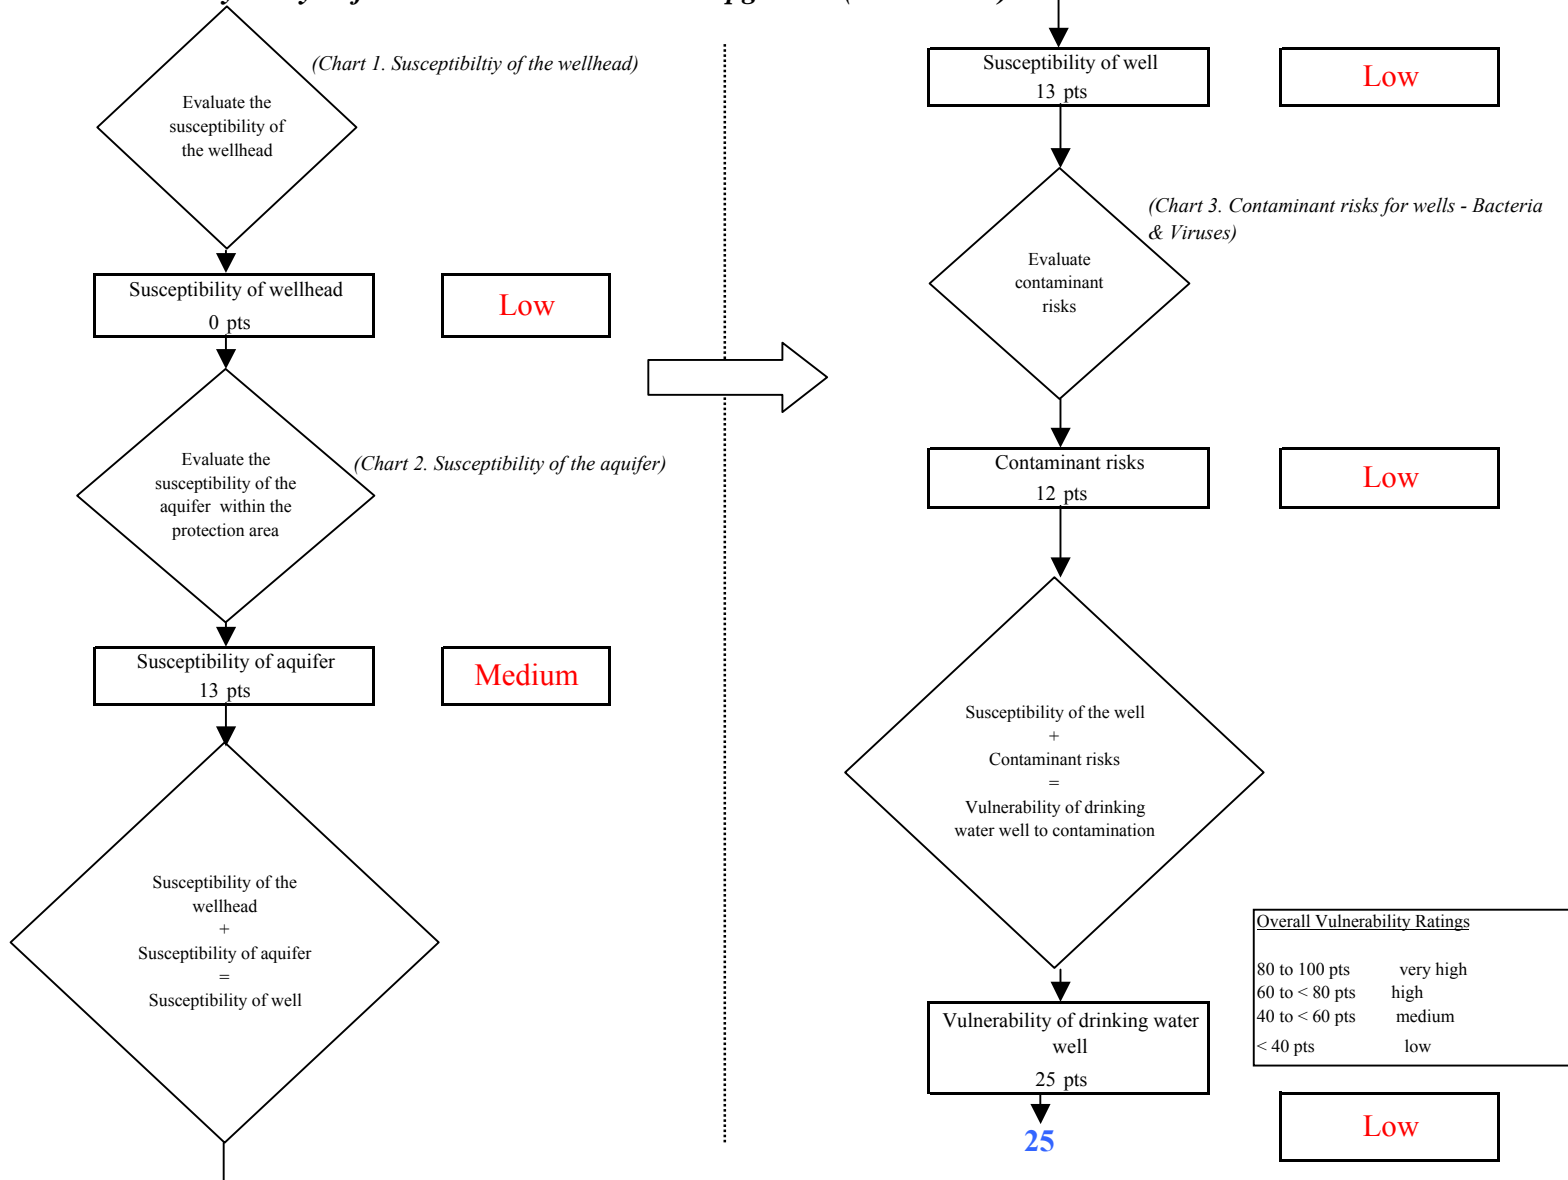 (Chart 1. Susceptibiltiy of the wellhead)
Evaluate the
susceptibility of
the wellhead
Susceptibility of wellhead
0 pts
Low
Evaluate the
susceptibility of the
aquifer within the
protection area
(Chart 2. Susceptibility of the aquifer)
Susceptibility of aquifer
13 pts
Medium
Susceptibility of the
wellhead
+
Susceptibility of aquifer
=
Susceptibility of well
Susceptibility of well
13 pts
Low
(Chart 3. Contaminant risks for wells - Bacteria
& Viruses)
Evaluate
contaminant
risks
Contaminant risks
12 pts
Low
Susceptibility of the well
+
Contaminant risks
=
Vulnerability of drinking
water well to contamination
Overall Vulnerability Ratings
80 to 100 pts very high
60 to < 80 pts high
40 to < 60 pts medium
< 40 pts low
Vulnerability of drinking water
well
25 pts
25
Low